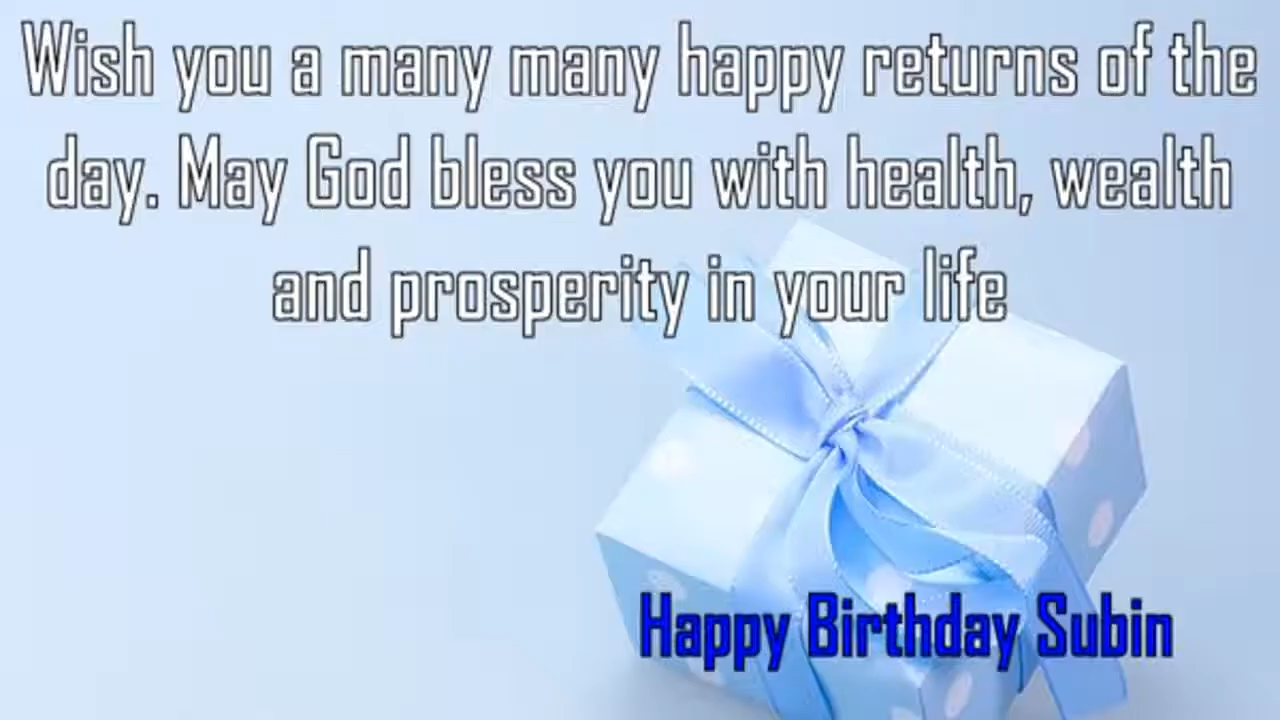 Wish you a many many happy returns of the
day. May God bless you with health, wealth
and prosperity in your life
Happy Birthday Subin